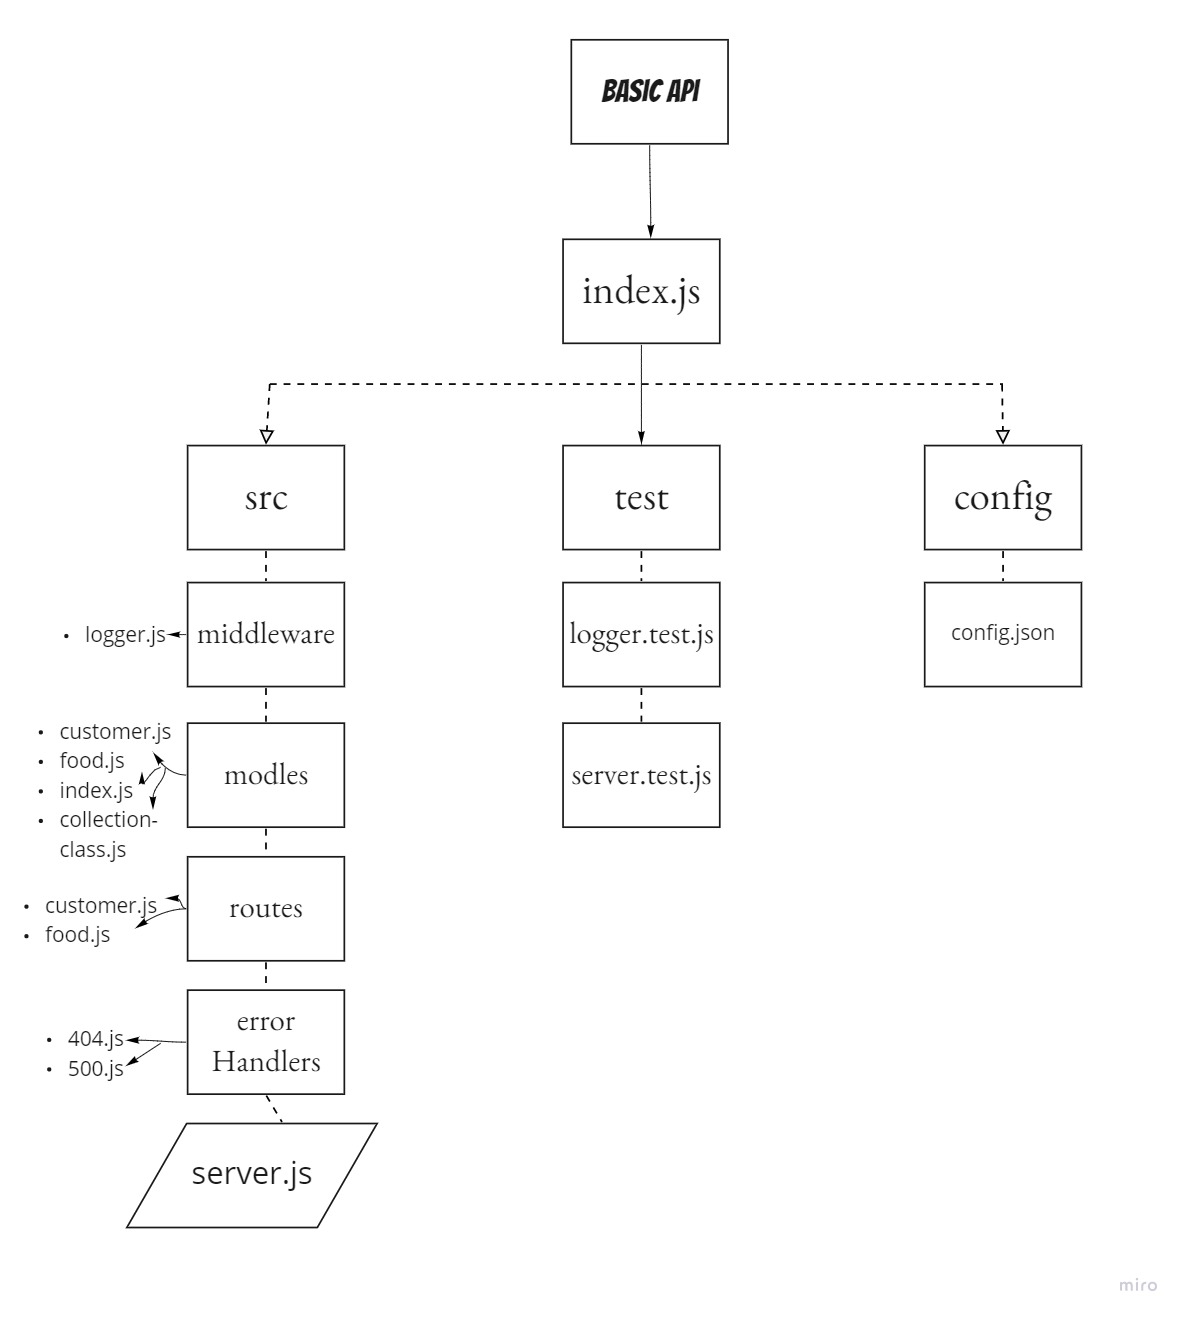 BASIC API
index.js
src
test
config
• logger.js
middleware
logger.test.js
config.json
• customer.js
• food.js
• index.js
• collection-
class.js
modles
server.test.js
• customer.js
• food.js
routes
• 404.js
• 500.js
error
Handlers
server.js
miro